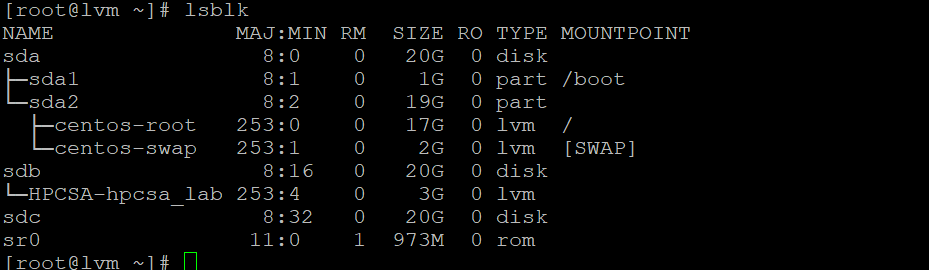 [root@lvm ~]# lsblk
NAME                MAJ:MIN RM  SIZE RO TYPE MOUNTPOINT
sda                   8:0    0   20G  0 disk
├─sda1                8:1    0    1G  0 part /boot
└─sda2                8:2    0   19G  0 part
  ├─centos-root     253:0    0   17G  0 lvm  /
  └─centos-swap     253:1    0    2G  0 lvm  [SWAP]
sdb                   8:16   0   20G  0 disk
└─HPCSA-hpcsa_lab   253:4    0    3G  0 lvm
sdc                   8:32   0   20G  0 disk
sr0                  11:0    1  973M  0 rom
[root@lvm ~]#